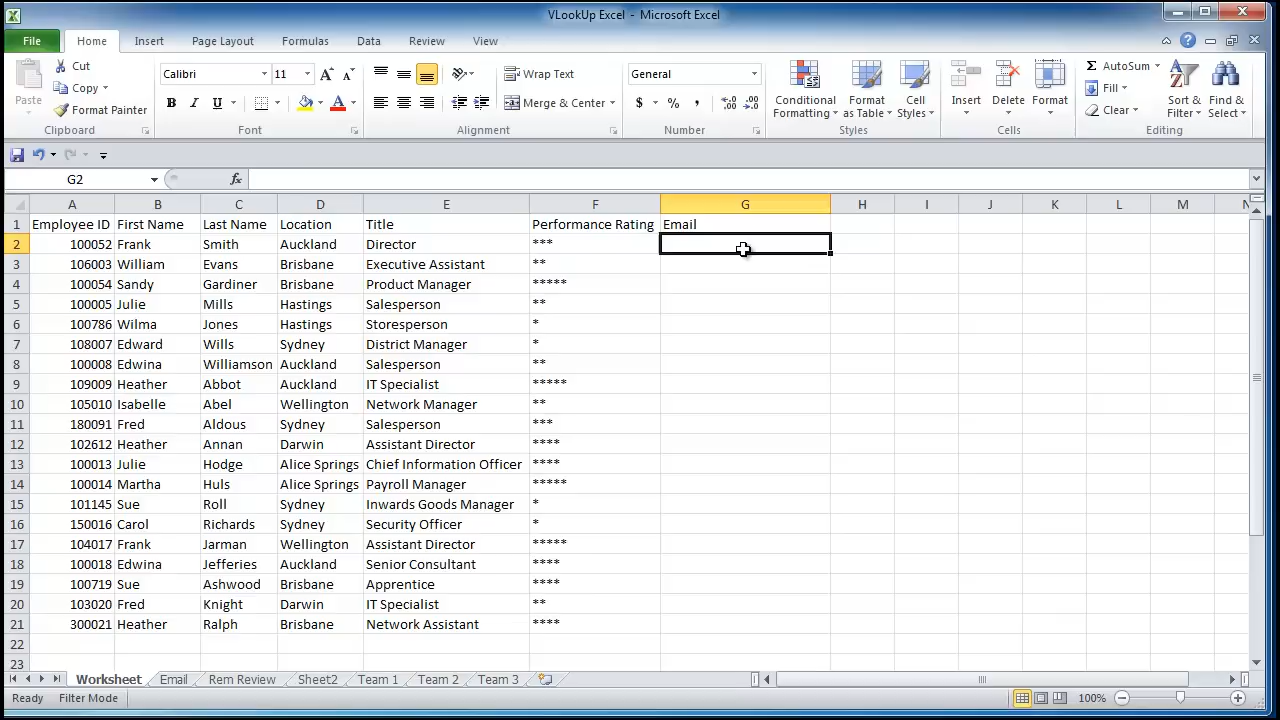 VLookUp Excel - Microsoft Excel
File Home Insert Page Layout Formulas Data Review View
Paste
Cut
Copy
Format Painter
Clipboard
Calibri 11
B I U
Font
Wrap Text
Merge & Center
Alignment
General
$ % ,
Number
Conditional Formatting
Format as Table
Cell Styles
Styles
Insert
Delete
Format
Cells
AutoSum
Fill
Clear
Sort & Filter
Find & Select
Editing
G2 fx
A B C D E F G H I J K L M N
1 Employee ID First Name Last Name Location Title Performance Rating Email
2 100052 Frank Smith Auckland Director ***
3 106003 William Evans Brisbane Executive Assistant **
4 100054 Sandy Gardiner Brisbane Product Manager *****
5 100005 Julie Mills Hastings Salesperson **
6 100786 Wilma Jones Hastings Storesperson *
7 108007 Edward Wills Sydney District Manager *
8 100008 Edwina Williamson Auckland Salesperson **
9 109009 Heather Abbot Auckland IT Specialist *****
10 105010 Isabelle Abel Wellington Network Manager **
11 180091 Fred Aldous Sydney Salesperson ***
12 102612 Heather Annan Darwin Assistant Director ****
13 100013 Julie Hodge Alice Springs Chief Information Officer ****
14 100014 Martha Huls Alice Springs Payroll Manager *****
15 101145 Sue Roll Sydney Inwards Goods Manager *
16 150016 Carol Richards Sydney Security Officer *
17 104017 Frank Jarman Wellington Assistant Director *****
18 100018 Edwina Jefferies Auckland Senior Consultant ****
19 100719 Sue Ashwood Brisbane Apprentice ****
20 103020 Fred Knight Darwin IT Specialist **
21 300021 Heather Ralph Brisbane Network Assistant ****
22
23
Worksheet Email Rem Review Sheet2 Team 1 Team 2 Team 3
Ready Filter Mode 100%